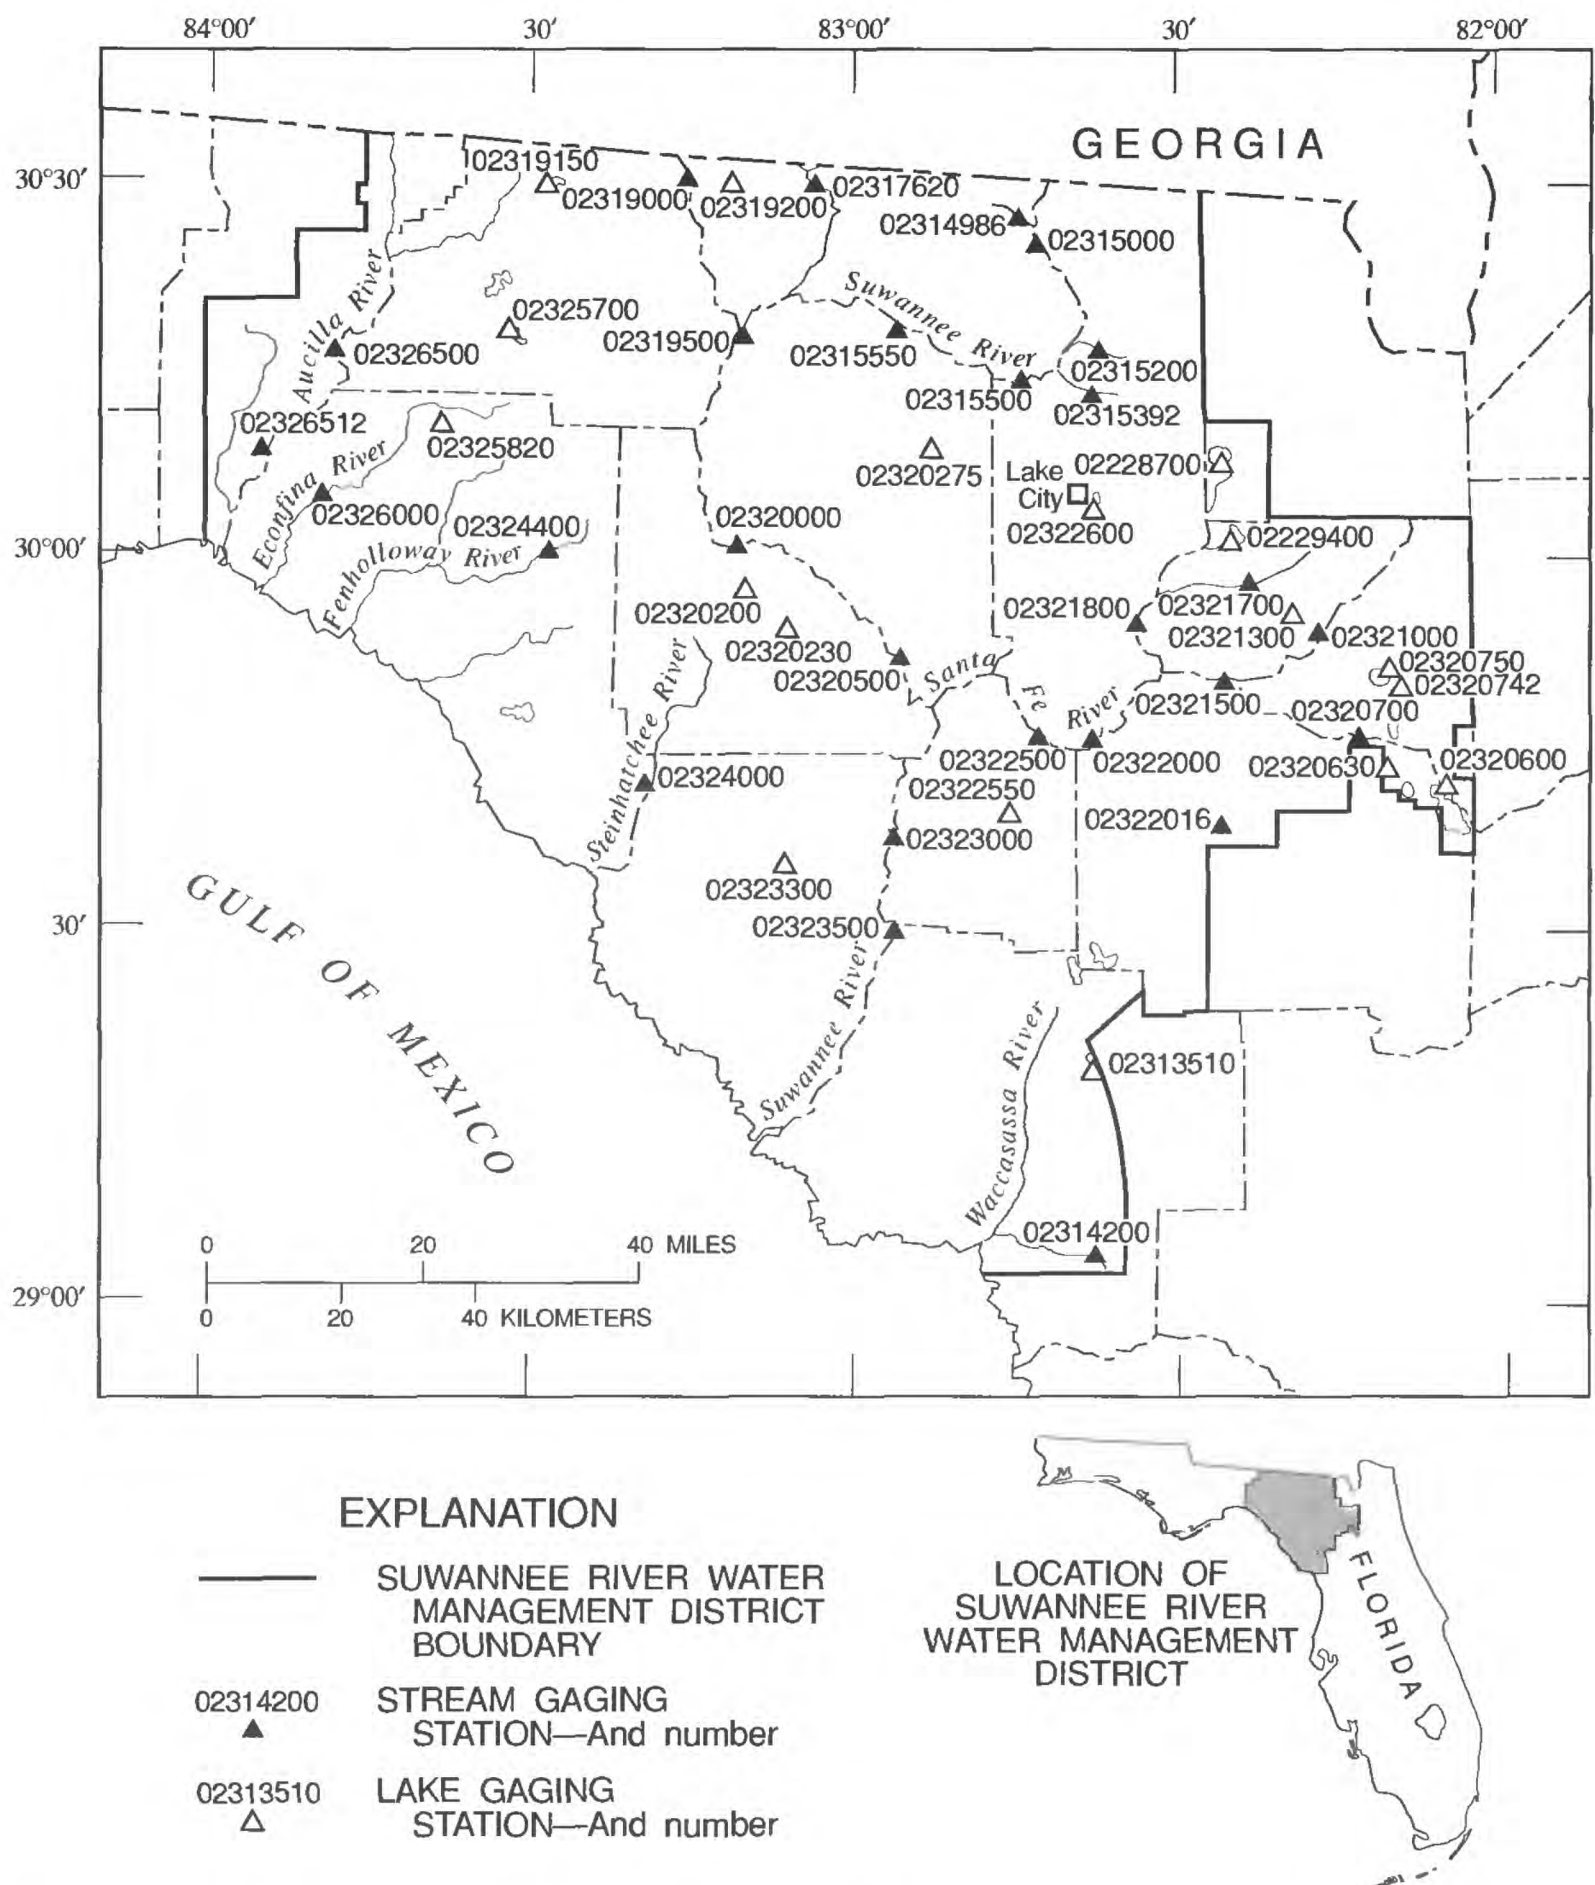 84°00′ 30′ 83°00′ 30′ 82°00′
GEORGIA
30°30′
02319150
02319000
02319200
02317620
02314986
02315000
Aucilla River
Suwannee River
02325700
02326500
02319500
02315550
02315200
02315500
02315392
02326512
02325820
Econfina River
02320275
Lake
City
02228700
02326000
02324400
02320000
02322600
30°00′
Fenholloway River
02229400
02320200
02321800
02321700
02321300
02321000
02320230
02320500
Santa Fe River
02320750
02320742
02321500
02320700
Steinhatchee River
02324000
02322500
02322000
02320630
02320600
02322550
02322016
02323000
GULF OF MEXICO
02323300
30′
02323500
Suwannee River
Waccasassa River
02313510
02314200
0 20 40 MILES
29°00′
0 20 40 KILOMETERS
EXPLANATION
SUWANNEE RIVER WATER
MANAGEMENT DISTRICT
BOUNDARY
02314200 STREAM GAGING
STATION—And number
02313510 LAKE GAGING
STATION—And number
LOCATION OF
SUWANNEE RIVER
WATER MANAGEMENT
DISTRICT
FLORIDA